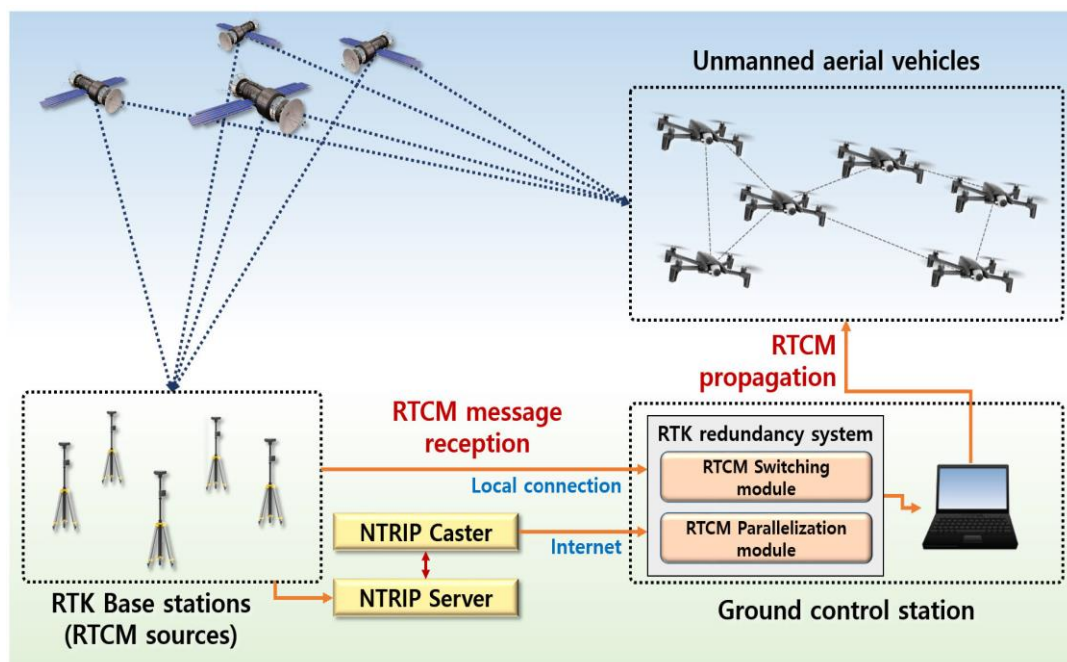 Unmanned aerial vehicles
RTCM
propagation
RTCM message
reception
RTK redundancy system
RTCM Switching
module
Local connection
RTCM Parallelization
module
NTRIP Caster
Internet
NTRIP Server
RTK Base stations
(RTCM sources)
Ground control station